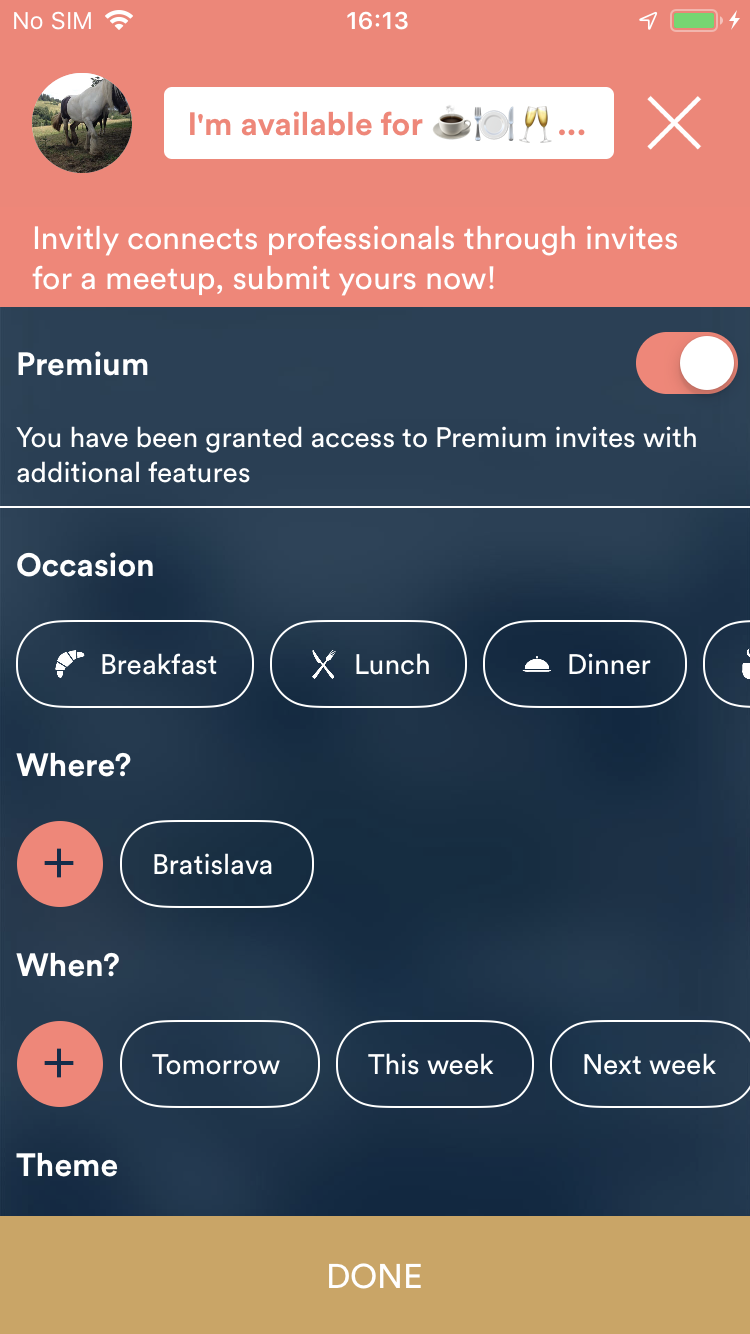 No SIM 16:13
I'm available for ☕🍽🥂...
Invitly connects professionals through invites
for a meetup, submit yours now!
Premium
You have been granted access to Premium invites with
additional features
Occasion
Breakfast Lunch Dinner
Where?
+ Bratislava
When?
+ Tomorrow This week Next week
Theme
DONE